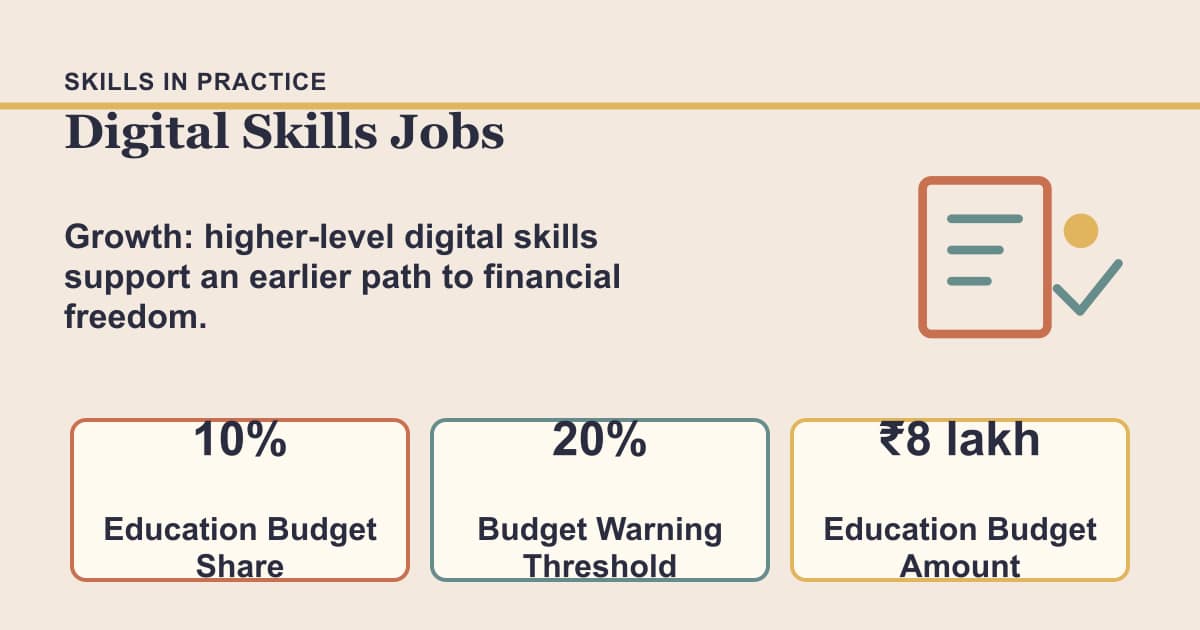 SKILLS IN PRACTICE
Digital Skills Jobs
Growth: higher-level digital skills
support an earlier path to financial
freedom.
10%
Education Budget
Share
20%
Budget Warning
Threshold
₹8 lakh
Education Budget
Amount